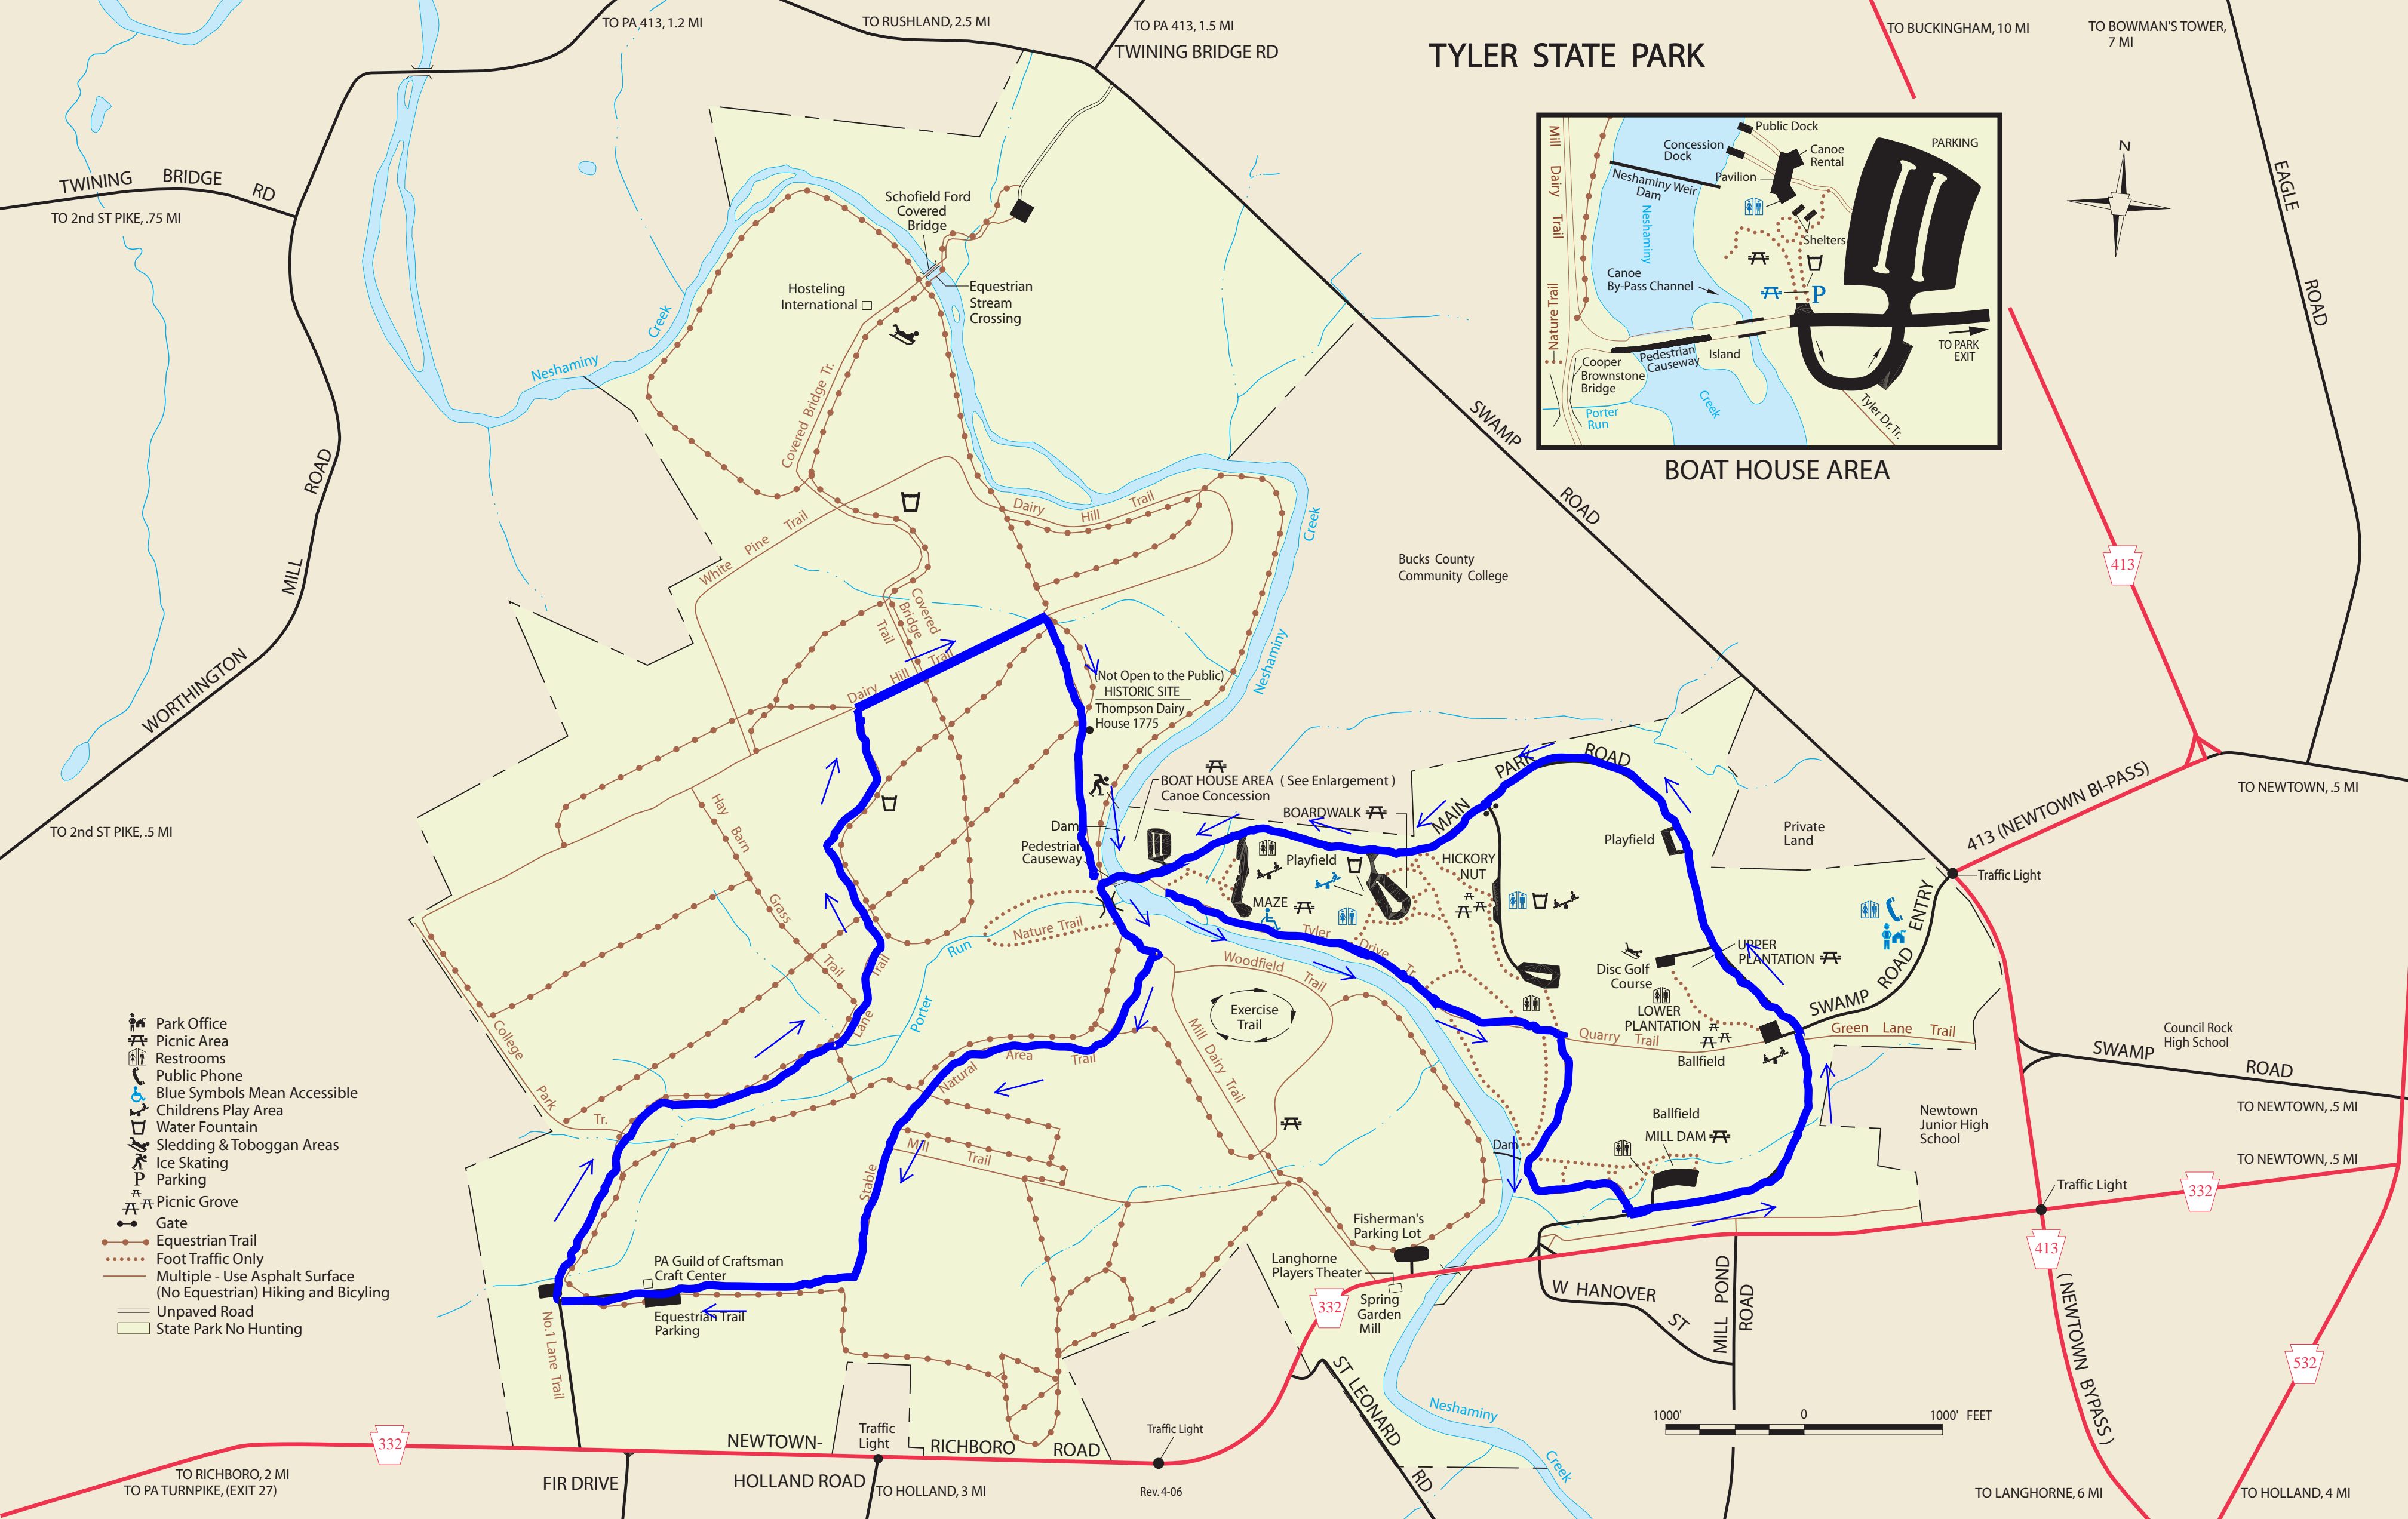 TYLER STATE PARK
TO PA 413, 1.2 MI
TO RUSHLAND, 2.5 MI
TO PA 413, 1.5 MI
TWINING BRIDGE RD
TO BUCKINGHAM, 10 MI
TO BOWMAN'S TOWER,
7 MI
TWINING BRIDGE RD
TO 2nd ST PIKE, .75 MI
N
EAGLE ROAD
Mill Dairy Trail
Public Dock
Concession
Dock
Canoe
Rental
PARKING
Neshaminy Weir
Dam
Pavilion
Neshaminy
Shelters
Canoe
By-Pass Channel
P
Nature Trail
Cooper
Brownstone
Bridge
Pedestrian
Causeway
Island
TO PARK
EXIT
Porter
Run
Creek
Tyler Dr. Tr.
BOAT HOUSE AREA
Schofield Ford
Covered
Bridge
Hosteling
International
Equestrian
Stream
Crossing
Neshaminy
Creek
Covered Bridge Tr.
SWAMP
ROAD
413
WORTHINGTON
MILL
ROAD
White Pine Trail
Dairy Hill Trail
Creek
Neshaminy
Bucks County
Community College
Covered
Bridge
Trail
Dairy Hill Trail
(Not Open to the Public)
HISTORIC SITE
Thompson Dairy
House 1775
TO 2nd ST PIKE, .5 MI
Hay Barn
Grass Trail
BOAT HOUSE AREA ( See Enlargement )
Canoe Concession
BOARDWALK
MAIN
PARK
ROAD
Dam
Pedestrian
Causeway
Playfield
HICKORY
NUT
Playfield
Private
Land
413 (NEWTOWN BI-PASS)
TO NEWTOWN, .5 MI
Traffic Light
MAZE
Tyler Drive Tr.
Nature Trail
Woodfield Trail
UPPER
PLANTATION
Disc Golf
Course
LOWER
PLANTATION
SWAMP ROAD ENTRY
Lane Trail
Porter
Run
Exercise
Trail
Mill Dairy Trail
Quarry Trail
Ballfield
Green Lane Trail
Council Rock
High School
SWAMP ROAD
TO NEWTOWN, .5 MI
College Park Tr.
Natural Area Trail
Ballfield
MILL DAM
Newtown
Junior High
School
TO NEWTOWN, .5 MI
Dam
Stable
Mill Trail
Traffic Light
332
413
Park Office
Picnic Area
Restrooms
Public Phone
Blue Symbols Mean Accessible
Childrens Play Area
Water Fountain
Sledding & Toboggan Areas
Ice Skating
P Parking
Picnic Grove
Gate
Equestrian Trail
Foot Traffic Only
Multiple - Use Asphalt Surface
(No Equestrian) Hiking and Bicyling
Unpaved Road
State Park No Hunting
PA Guild of Craftsman
Craft Center
Equestrian Trail
Parking
No.1 Lane Trail
Fisherman's
Parking Lot
Langhorne
Players Theater
Spring
Garden
Mill
332
W HANOVER ST
MILL POND
ROAD
( NEWTOWN BYPASS )
532
ST LEONARD RD
Neshaminy
Creek
1000' 0 1000' FEET
332
NEWTOWN-
RICHBORO ROAD
Traffic
Light
Traffic Light
TO RICHBORO, 2 MI
TO PA TURNPIKE, (EXIT 27)
FIR DRIVE
HOLLAND ROAD
TO HOLLAND, 3 MI
Rev. 4-06
TO LANGHORNE, 6 MI
TO HOLLAND, 4 MI